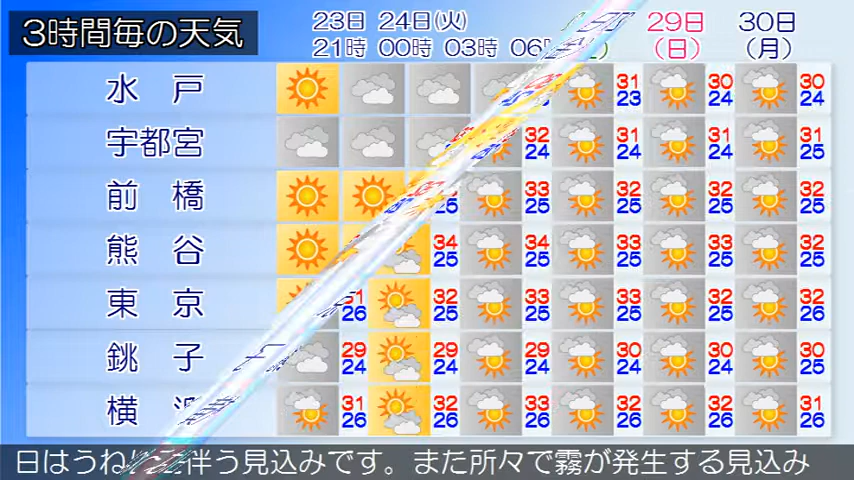 3時間毎の天気
23日 24日(火) 29日 30日
21時 00時 03時 (日) (月)
水戸 31 23 30 24 30 24
宇都宮 32 24 31 24 31 24 31 25
前橋 25 33 25 32 25 32 25 32 25
熊谷 34 25 34 25 33 25 33 25 32 25
東京 31 26 32 25 33 25 33 25 32 25 32 26
銚子 29 24 29 24 29 24 30 24 30 24 30 25
横 31 26 32 26 33 26 32 26 32 26 31 26
日はうねりを伴う見込みです。また所々で霧が発生する見込み